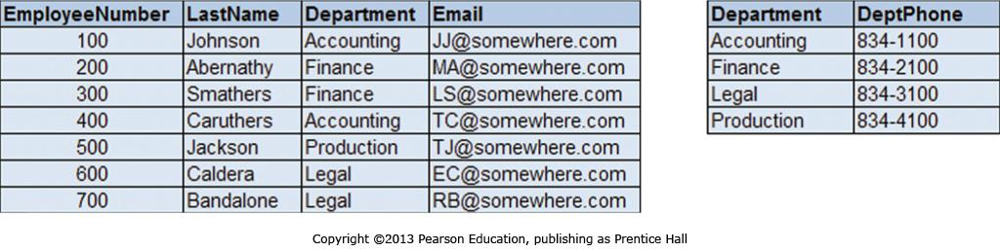 EmployeeNumber LastName Department Email
100 Johnson Accounting JJ@somewhere.com
200 Abernathy Finance MA@somewhere.com
300 Smathers Finance LS@somewhere.com
400 Caruthers Accounting TC@somewhere.com
500 Jackson Production TJ@somewhere.com
600 Caldera Legal EC@somewhere.com
700 Bandalone Legal RB@somewhere.com
Department DeptPhone
Accounting 834-1100
Finance 834-2100
Legal 834-3100
Production 834-4100
Copyright ©2013 Pearson Education, publishing as Prentice Hall